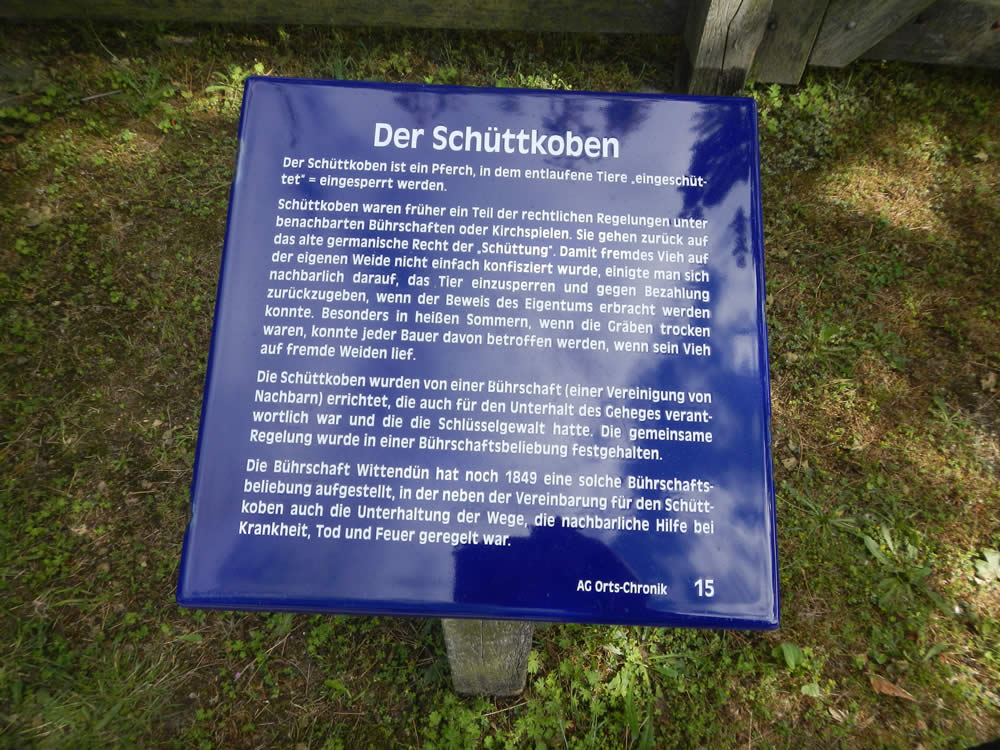 Der Schüttkoben
Der Schüttkoben ist ein Pferch, in dem entlaufene Tiere „eingeschüt-
tet" = eingesperrt werden.
Schüttkoben waren früher ein Teil der rechtlichen Regelungen unter
benachbarten Bührschaften oder Kirchspielen. Sie gehen zurück auf
das alte germanische Recht der „Schüttung". Damit fremdes Vieh auf
der eigenen Weide nicht einfach konfisziert wurde, einigte man sich
nachbarlich darauf, das Tier einzusperren und gegen Bezahlung
zurückzugeben, wenn der Beweis des Eigentums erbracht werden
konnte. Besonders in heißen Sommern, wenn die Gräben trocken
waren, konnte jeder Bauer davon betroffen werden, wenn sein Vieh
auf fremde Weiden lief.
Die Schüttkoben wurden von einer Bührschaft (einer Vereinigung von
Nachbarn) errichtet, die auch für den Unterhalt des Geheges verant-
wortlich war und die die Schlüsselgewalt hatte. Die gemeinsame
Regelung wurde in einer Bührschaftsbeliebung festgehalten.
Die Bührschaft Wittendün hat noch 1849 eine solche Bührschafts-
beliebung aufgestellt, in der neben der Vereinbarung für den Schütt-
koben auch die Unterhaltung der Wege, die nachbarliche Hilfe bei
Krankheit, Tod und Feuer geregelt war.
AG Orts-Chronik 15